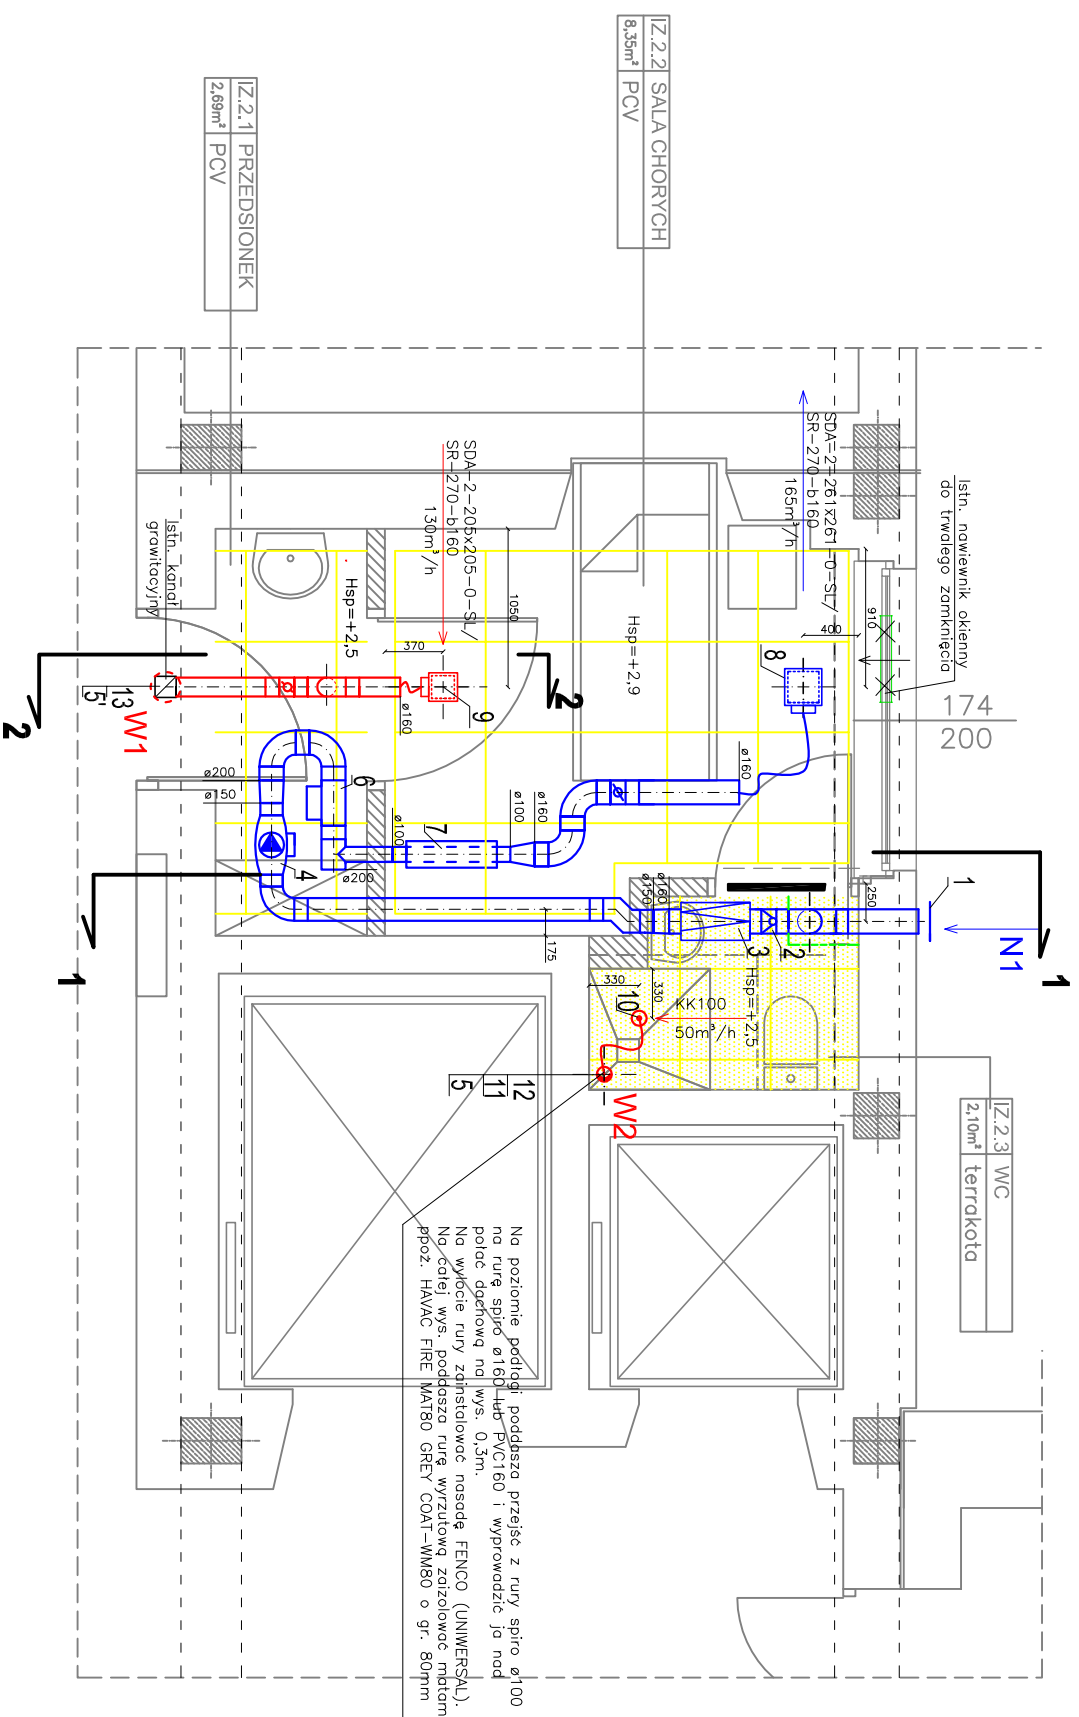 IZ.2.2 SALA CHORYCH
8,35m² PCV
IZ.2.1 PRZEDSIONEK
2,69m² PCV
IZ.2.3 WC
2,10m² terrakota
Istn. nawiewnik okienny
do trwałego zamknięcia
SDA-2-261x261-0-SL/
SR-270-b160
165m³/h
SDA-2-205x205-0-SL/
SR-270-b160
130m³/h
Istn. kanał
grawitacyjny
Hsp=+2,5
Hsp=+2,9
Hsp=+2,5
174
200
910
400
1050
370
250
175
330
330
ø160
ø160
ø200
ø150
ø100
ø200
ø100
ø160
ø150
ø160
1
2
3
4
6
7
8
9
10
12
11
5
13
5'
N1
W1
W2
KK100
50m³/h
1
1
2
2
Na poziomie podłogi poddasza przejść z rury spiro ø100
na rurę spiro ø160 lub PVC160 i wyprowadzić ją nad
połać dachową na wys. 0,3m.
Na wylocie rury zainstalować nasadę FENCO (UNIWERSAL).
Na całej wys. poddasza rurę wyrzutową zaizolować matam
ppoż. HAVAC FIRE MAT80 GREY COAT-WM80 o gr. 80mm